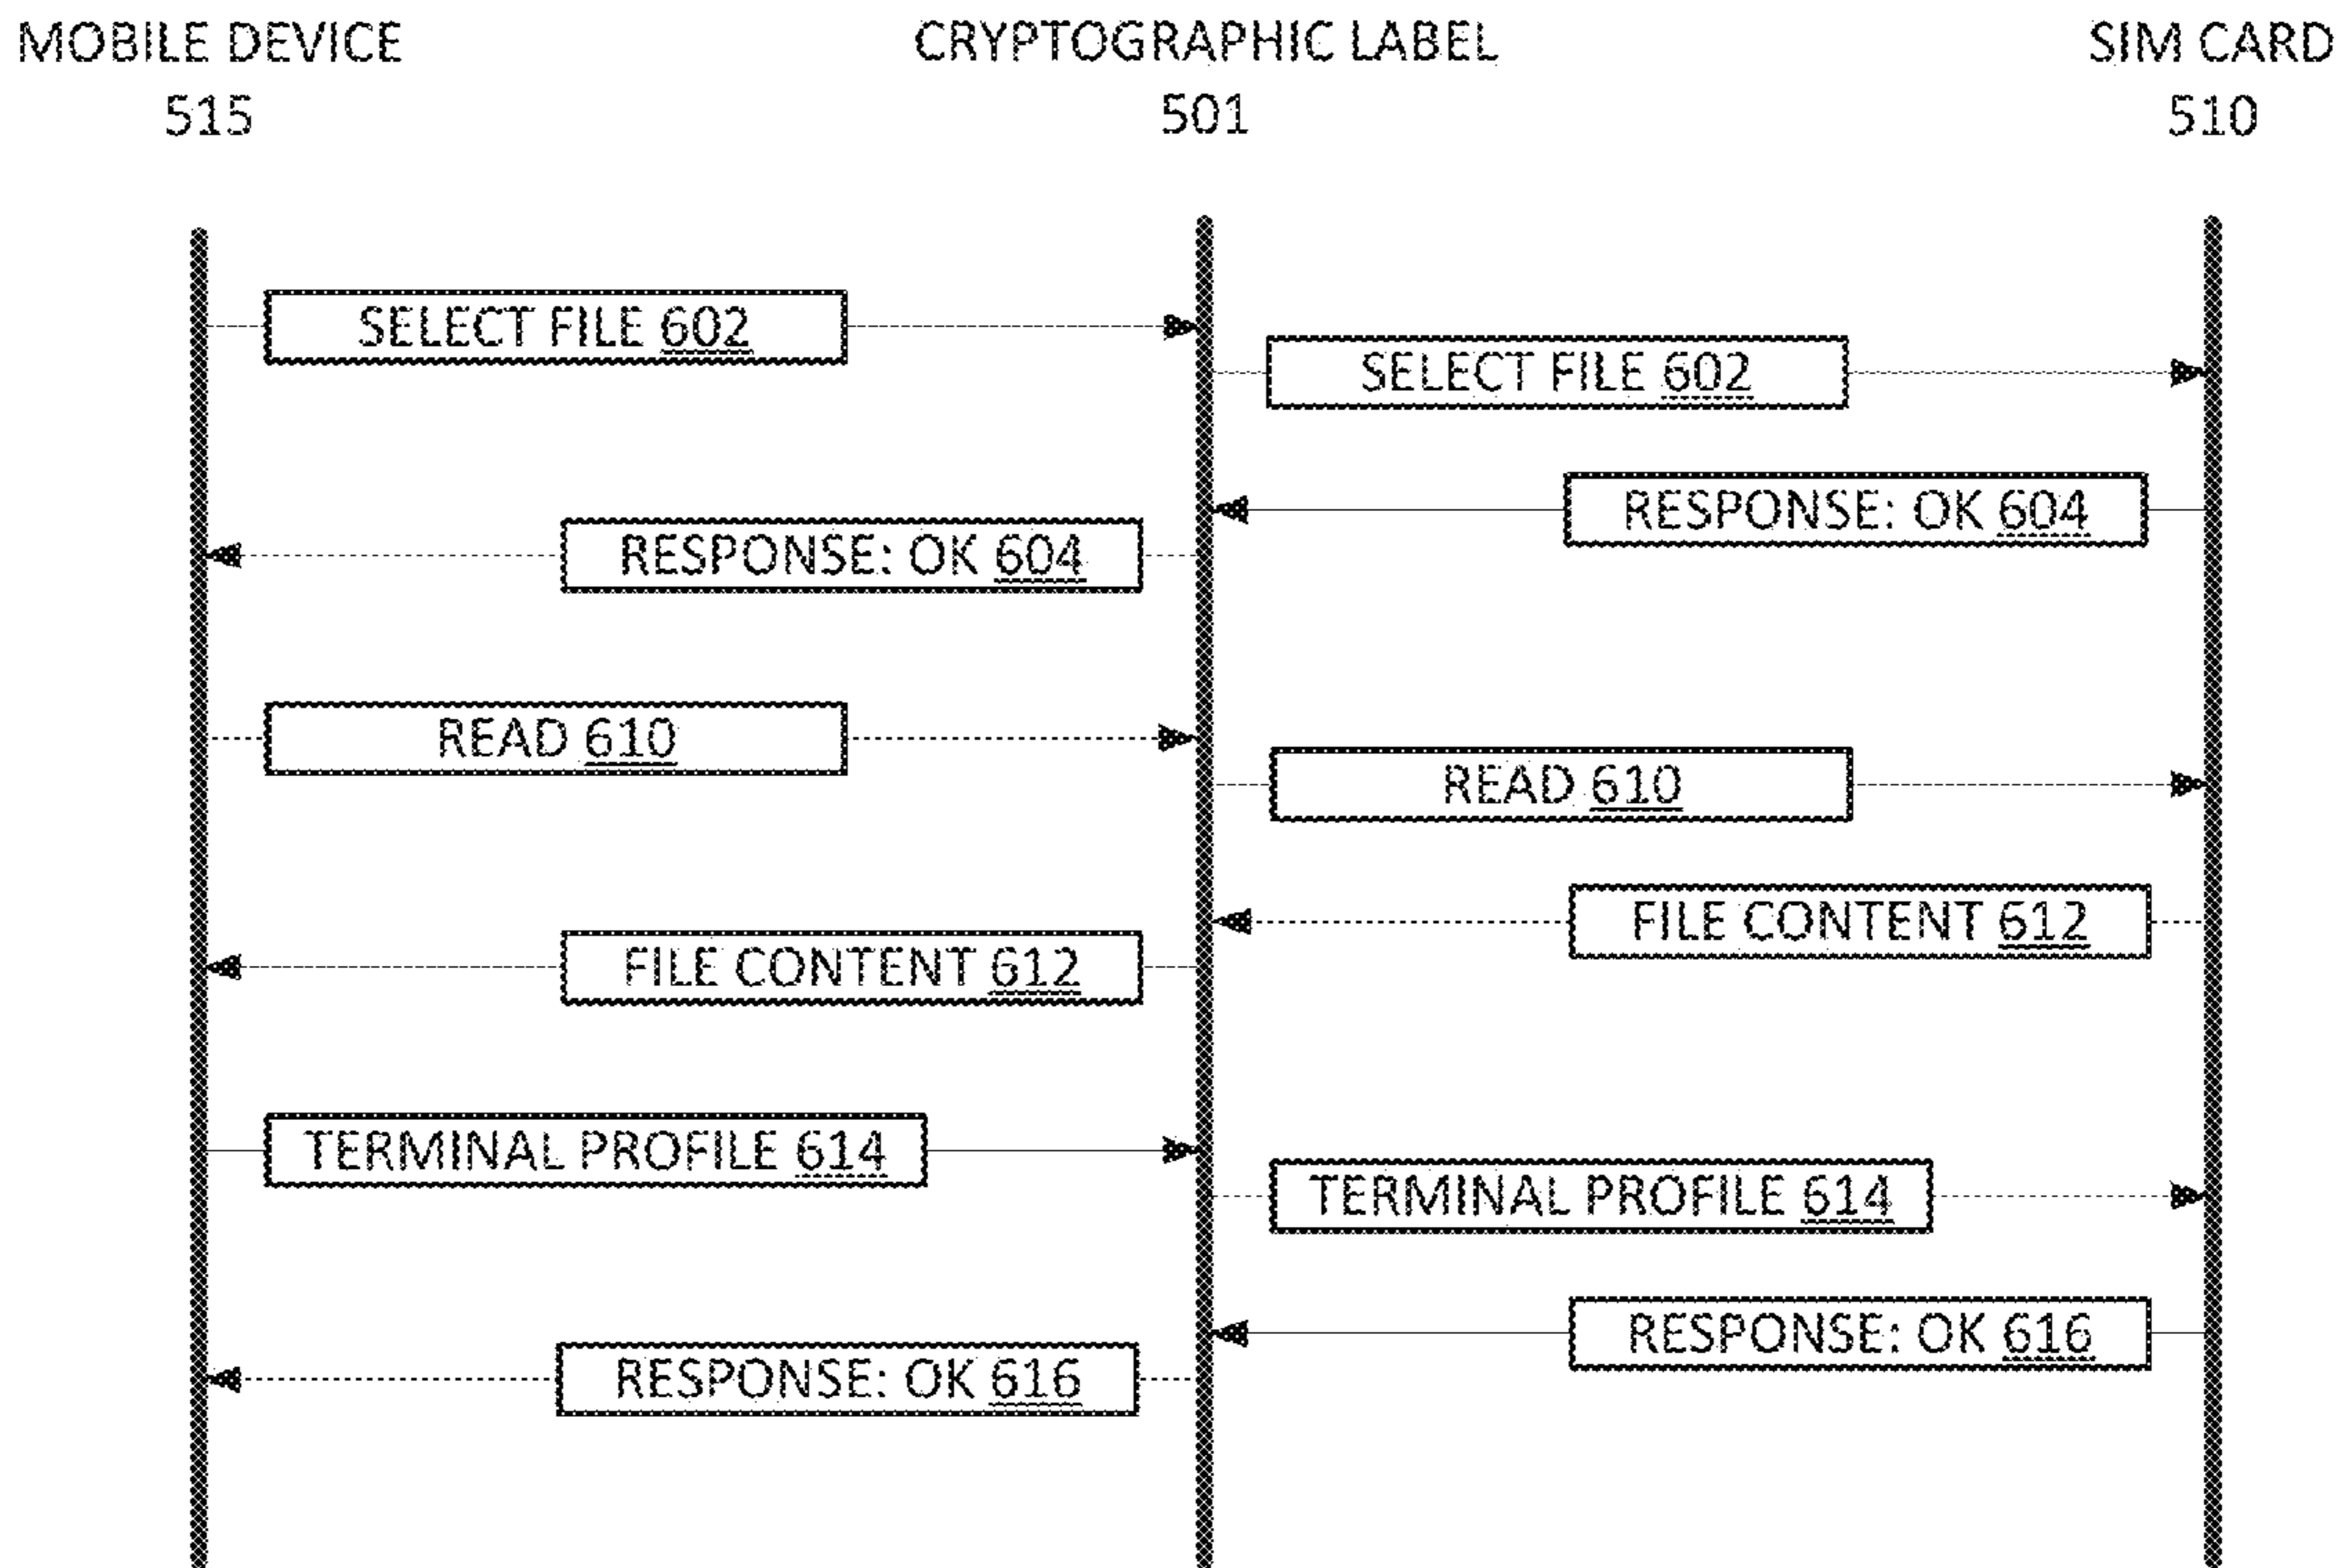 MOBILE DEVICE
515
CRYPTOGRAPHIC LABEL
501
SIM CARD
510
SELECT FILE 602
SELECT FILE 602
RESPONSE: OK 604
RESPONSE: OK 604
READ 610
READ 610
FILE CONTENT 612
FILE CONTENT 612
TERMINAL PROFILE 614
TERMINAL PROFILE 614
RESPONSE: OK 616
RESPONSE: OK 616